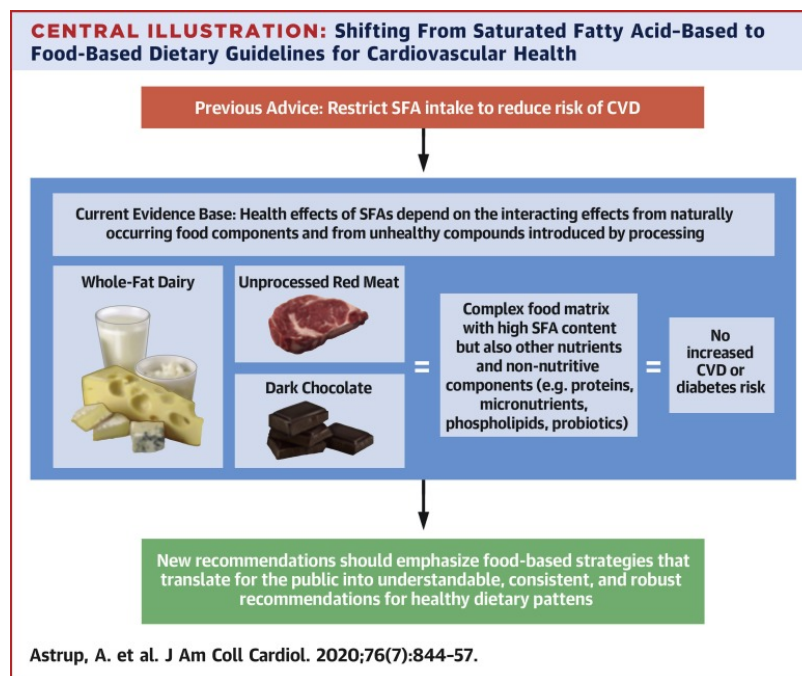 CENTRAL ILLUSTRATION: Shifting From Saturated Fatty Acid-Based to
Food-Based Dietary Guidelines for Cardiovascular Health
Previous Advice: Restrict SFA intake to reduce risk of CVD
Current Evidence Base: Health effects of SFAs depend on the interacting effects from naturally
occurring food components and from unhealthy compounds introduced by processing
Whole-Fat Dairy
Unprocessed Red Meat
Dark Chocolate
=
Complex food matrix
with high SFA content
but also other nutrients
and non-nutritive
components (e.g. proteins,
micronutrients,
phospholipids, probiotics)
=
No
increased
CVD or
diabetes risk
New recommendations should emphasize food-based strategies that
translate for the public into understandable, consistent, and robust
recommendations for healthy dietary pattens
Astrup, A. et al. J Am Coll Cardiol. 2020;76(7):844-57.